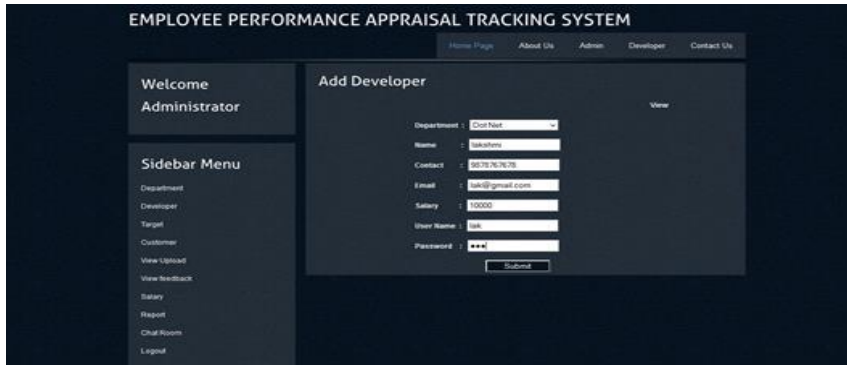 EMPLOYEE PERFORMANCE APPRAISAL TRACKING SYSTEM
Home Page About Us Admin Developer Contact Us
Welcome
Administrator
Sidebar Menu
Department
Developer
Target
Customer
View Upload
View feedback
Salary
Report
Chat Room
Logout
Add Developer
View
Department : Dot Net
Name : lakshmi
Contact : 9878767678
Email : lak@gmail.com
Salary : 10000
User Name : lak
Password : •••
Submit